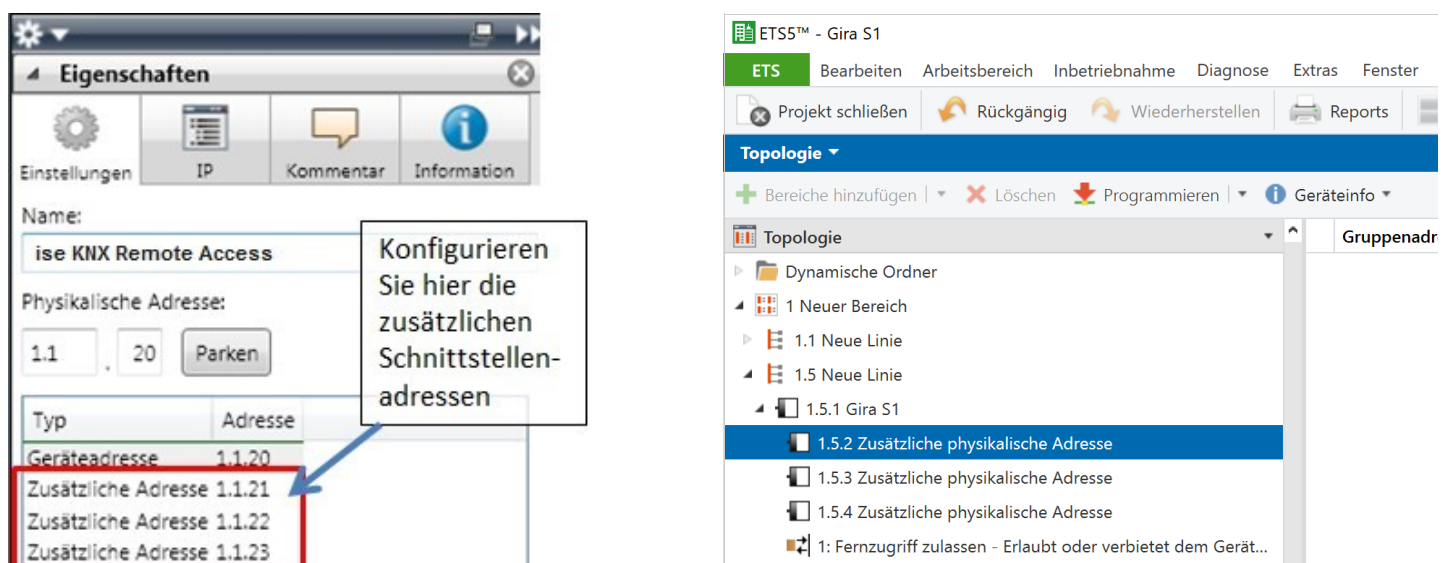 Eigenschaften
Einstellungen
IP
Kommentar
Information
Name:
ise KNX Remote Access
Physikalische Adresse:
1.1 . 20 Parken
Typ Adresse
Geräteadresse 1.1.20
Zusätzliche Adresse 1.1.21
Zusätzliche Adresse 1.1.22
Zusätzliche Adresse 1.1.23
Konfigurieren
Sie hier die
zusätzlichen
Schnittstellen-
adressen
ETS5™ - Gira S1
ETS Bearbeiten Arbeitsbereich Inbetriebnahme Diagnose Extras Fenster
Projekt schließen Rückgängig Wiederherstellen Reports
Topologie
Bereiche hinzufügen Löschen Programmieren Geräteinfo
Topologie Gruppenadr
Dynamische Ordner
1 Neuer Bereich
1.1 Neue Linie
1.5 Neue Linie
1.5.1 Gira S1
1.5.2 Zusätzliche physikalische Adresse
1.5.3 Zusätzliche physikalische Adresse
1.5.4 Zusätzliche physikalische Adresse
1: Fernzugriff zulassen - Erlaubt oder verbietet dem Gerät...